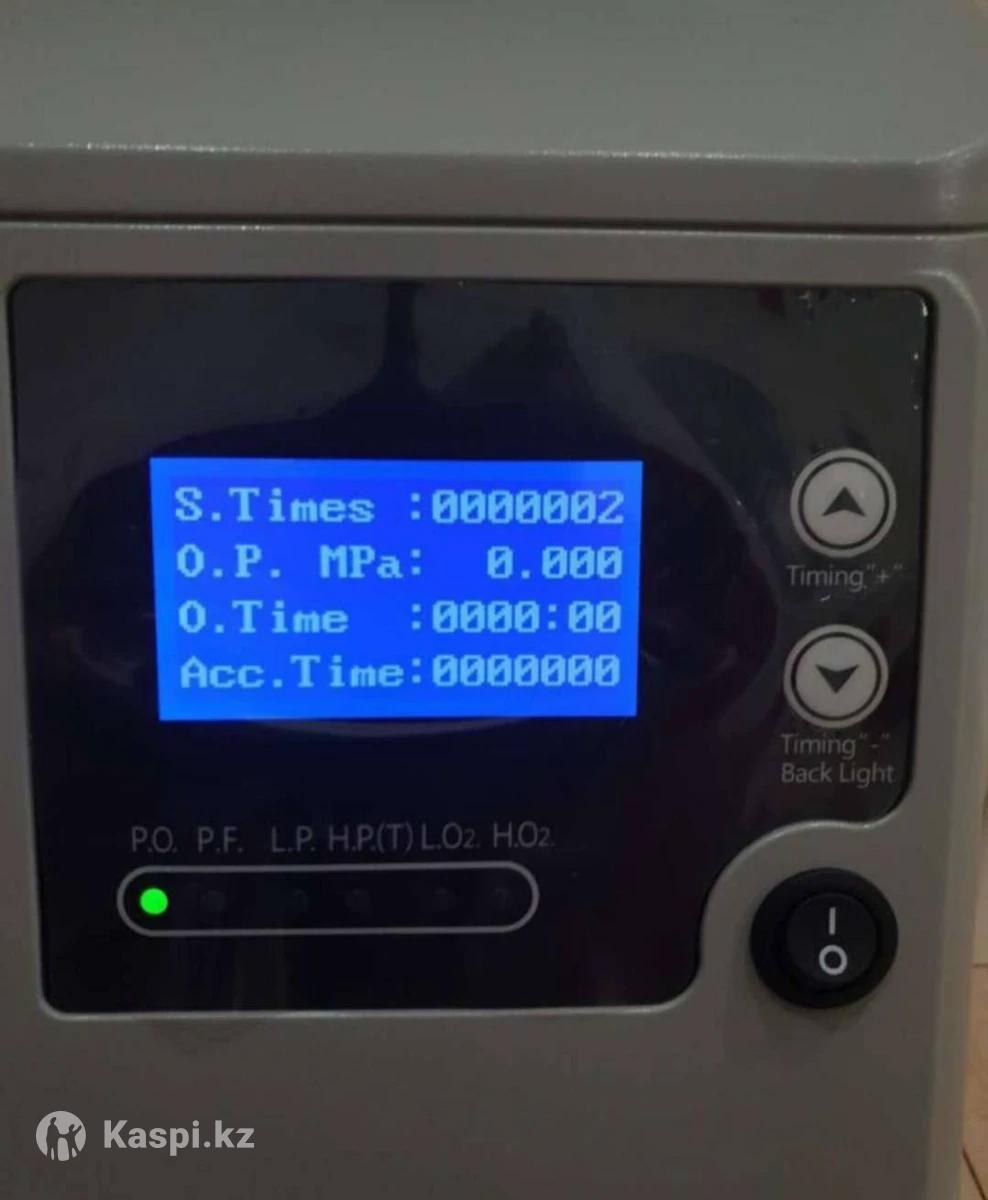 S.Times :0000002
O.P. MPa: 0.000
O.Time :0000:00
Acc.Time:0000000
Timing"+"
Timing"-"
Back Light
P.O. P.F. L.P. H.P.(T) L.O2. H.O2.
I
O
Kaspi.kz